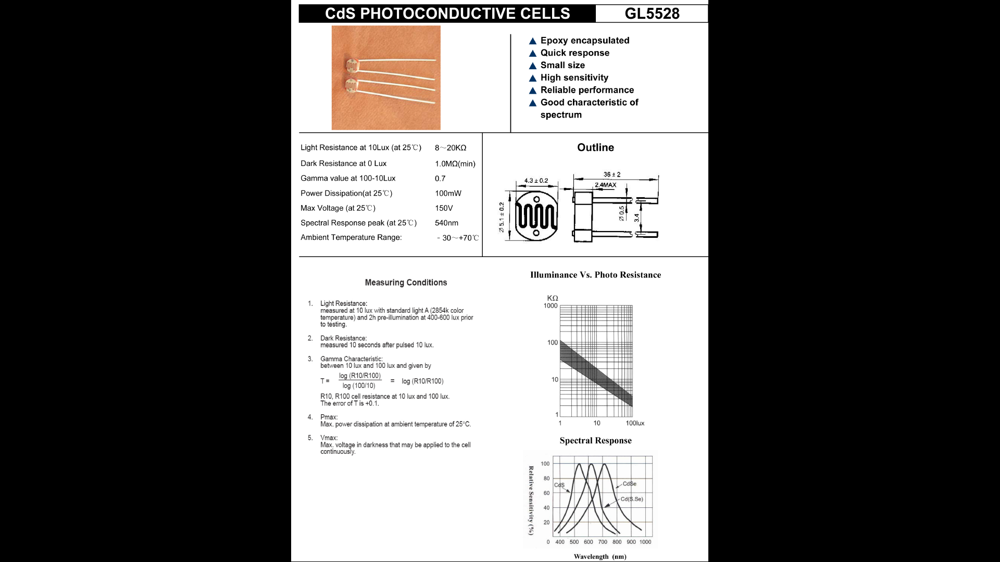 CdS PHOTOCONDUCTIVE CELLS
GL5528
▲ Epoxy encapsulated
▲ Quick response
▲ Small size
▲ High sensitivity
▲ Reliable performance
▲ Good characteristic of
spectrum
Light Resistance at 10Lux (at 25℃) 8～20KΩ
Dark Resistance at 0 Lux 1.0MΩ(min)
Gamma value at 100-10Lux 0.7
Power Dissipation(at 25℃) 100mW
Max Voltage (at 25℃) 150V
Spectral Response peak (at 25℃) 540nm
Ambient Temperature Range: - 30～+70℃
Outline
36 ± 2
4.3 ± 0.2
2.4MAX
Ø 5.1 ± 0.2
Ø 0.5
3.4
Measuring Conditions
1. Light Resistance:
measured at 10 lux with standard light A (2854k color
temperature) and 2h pre-illumination at 400-600 lux prior
to testing.
2. Dark Resistance:
measured 10 seconds after pulsed 10 lux.
3. Gamma Characteristic:
between 10 lux and 100 lux and given by
T = log (R10/R100) / log (100/10) = log (R10/R100)
R10, R100 cell resistance at 10 lux and 100 lux.
The error of T is +0.1.
4. Pmax:
Max. power dissipation at ambient temperature of 25°C.
5. Vmax:
Max. voltage in darkness that may be applied to the cell
continuously.
Illuminance Vs. Photo Resistance
KΩ
1000
100
10
1
1 10 100lux
Spectral Response
Relative Sensitivity (%)
100
80
60
40
20
CdS
CdSe
Cd(S.Se)
0 400 500 600 700 800 900 1000
Wavelength (nm)